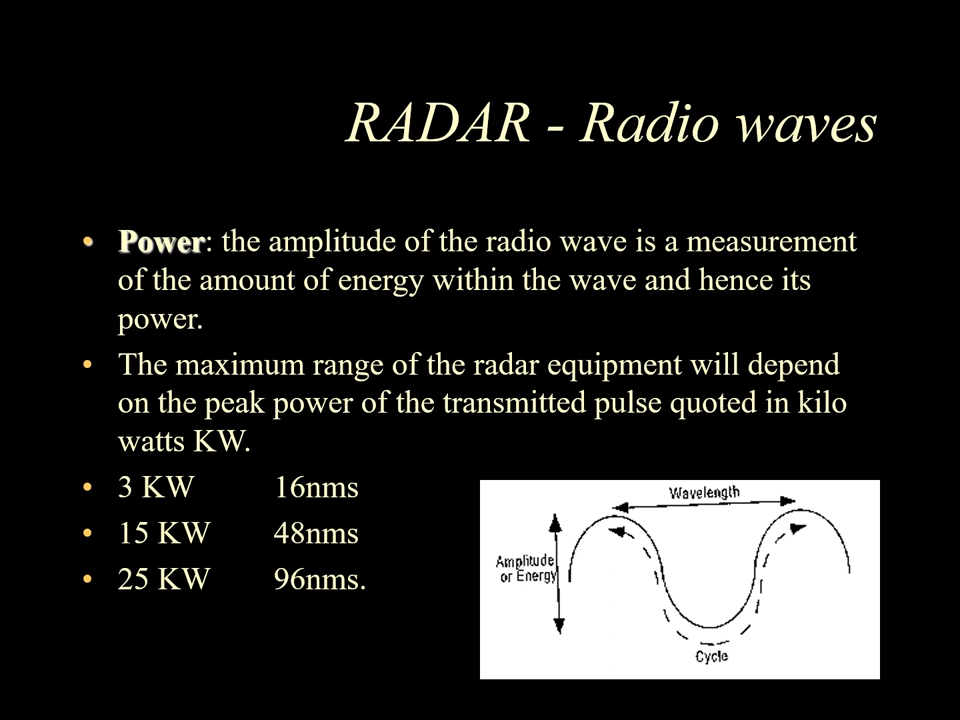 RADAR - Radio waves
• Power: the amplitude of the radio wave is a measurement
of the amount of energy within the wave and hence its
power.
• The maximum range of the radar equipment will depend
on the peak power of the transmitted pulse quoted in kilo
watts KW.
• 3 KW 16nms
• 15 KW 48nms
• 25 KW 96nms.
Wavelength
Amplitude
or Energy
Cycle